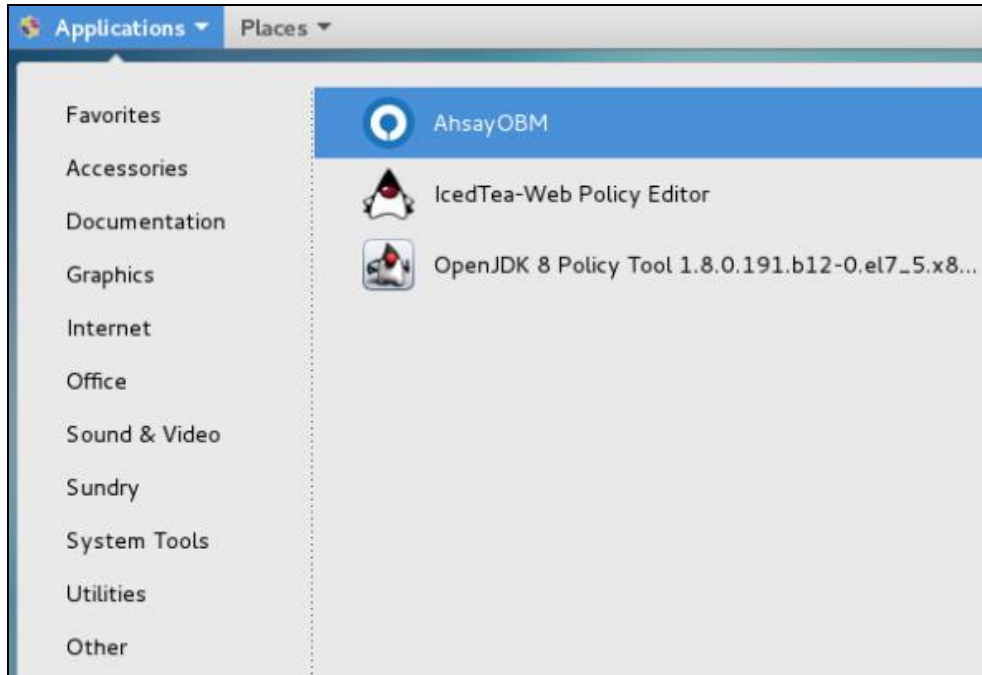 Applications Places
Favorites
Accessories
Documentation
Graphics
Internet
Office
Sound & Video
Sundry
System Tools
Utilities
Other
AhsayOBM
IcedTea-Web Policy Editor
OpenJDK 8 Policy Tool 1.8.0.191.b12-0.el7_5.x8...